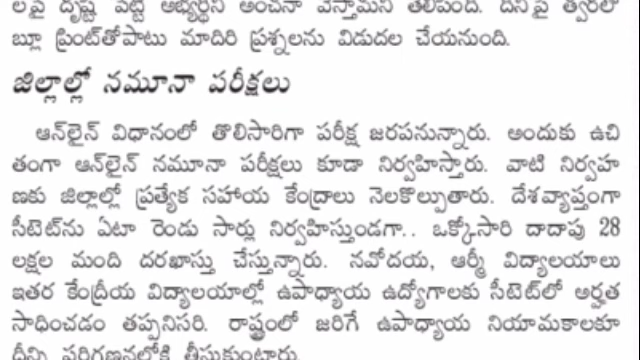 లపై దృష్టి పెట్టి అభ్యర్థిని అంచనా వేస్తామని తెలిపింది. దీనిపై త్వరలో
బ్లూ ప్రింట్‌తోపాటు మాదిరి ప్రశ్నలను విడుదల చేయనుంది.
జిల్లాల్లో నమూనా పరీక్షలు
ఆన్‌లైన్ విధానంలో తొలిసారిగా పరీక్ష జరపనున్నారు. అందుకు ఉచి
తంగా ఆన్‌లైన్ నమూనా పరీక్షలు కూడా నిర్వహిస్తారు. వాటి నిర్వహ
ణకు జిల్లాల్లో ప్రత్యేక సహాయ కేంద్రాలు నెలకొల్పుతారు. దేశవ్యాప్తంగా
సీటెట్‌ను ఏటా రెండు సార్లు నిర్వహిస్తుండగా.. ఒక్కోసారి దాదాపు 28
లక్షల మంది దరఖాస్తు చేస్తున్నారు. నవోదయ, ఆర్మీ విద్యాలయాలు
ఇతర కేంద్రీయ విద్యాలయాల్లో ఉపాధ్యాయ ఉద్యోగాలకు సీటెట్‌లో అర్హత
సాధించడం తప్పనిసరి. రాష్ట్రంలో జరిగే ఉపాధ్యాయ నియామకాలకూ
దీన్ని పరిగణనలోకి తీసుకుంటారు.